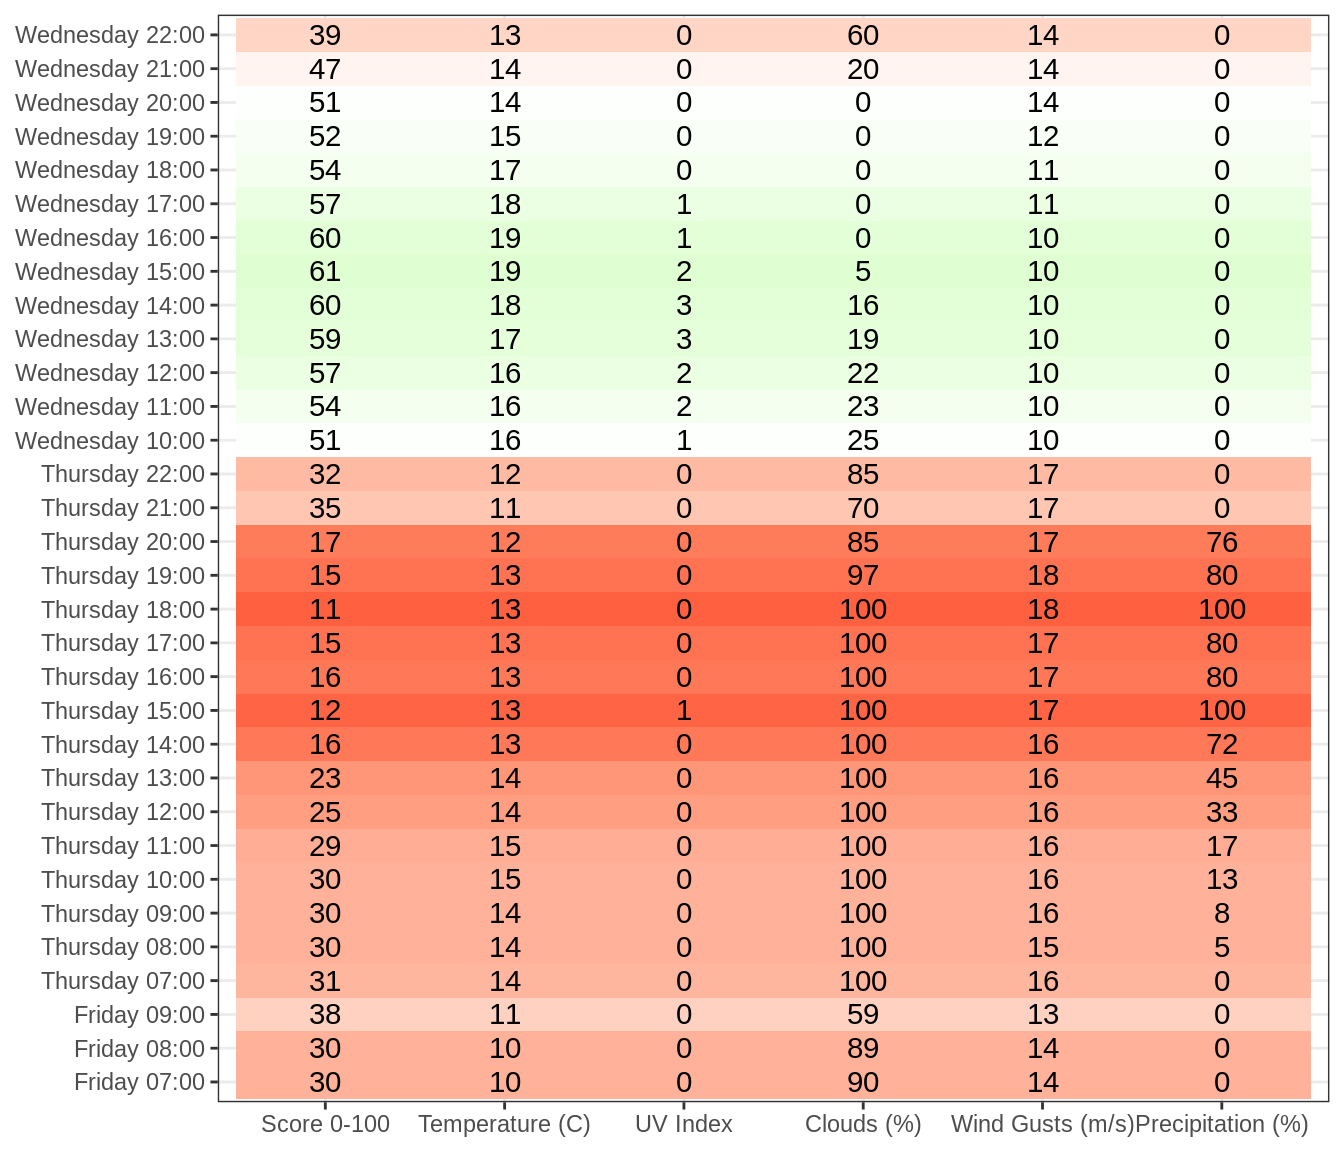 Wednesday 22:00 39 13 0 60 14 0
Wednesday 21:00 47 14 0 20 14 0
Wednesday 20:00 51 14 0 0 14 0
Wednesday 19:00 52 15 0 0 12 0
Wednesday 18:00 54 17 0 0 11 0
Wednesday 17:00 57 18 1 0 11 0
Wednesday 16:00 60 19 1 0 10 0
Wednesday 15:00 61 19 2 5 10 0
Wednesday 14:00 60 18 3 16 10 0
Wednesday 13:00 59 17 3 19 10 0
Wednesday 12:00 57 16 2 22 10 0
Wednesday 11:00 54 16 2 23 10 0
Wednesday 10:00 51 16 1 25 10 0
Thursday 22:00 32 12 0 85 17 0
Thursday 21:00 35 11 0 70 17 0
Thursday 20:00 17 12 0 85 17 76
Thursday 19:00 15 13 0 97 18 80
Thursday 18:00 11 13 0 100 18 100
Thursday 17:00 15 13 0 100 17 80
Thursday 16:00 16 13 0 100 17 80
Thursday 15:00 12 13 1 100 17 100
Thursday 14:00 16 13 0 100 16 72
Thursday 13:00 23 14 0 100 16 45
Thursday 12:00 25 14 0 100 16 33
Thursday 11:00 29 15 0 100 16 17
Thursday 10:00 30 15 0 100 16 13
Thursday 09:00 30 14 0 100 16 8
Thursday 08:00 30 14 0 100 15 5
Thursday 07:00 31 14 0 100 16 0
Friday 09:00 38 11 0 59 13 0
Friday 08:00 30 10 0 89 14 0
Friday 07:00 30 10 0 90 14 0
Score 0-100 Temperature (C) UV Index Clouds (%) Wind Gusts (m/s) Precipitation (%)